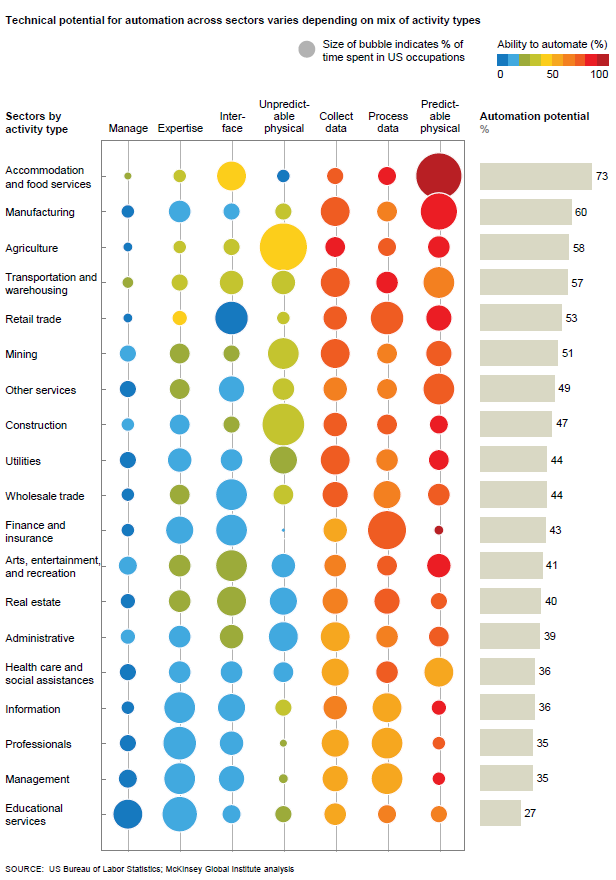 Technical potential for automation across sectors varies depending on mix of activity types
Size of bubble indicates % of
time spent in US occupations
Ability to automate (%)
0 50 100
Sectors by
activity type
Manage
Expertise
Inter-
face
Unpredict-
able
physical
Collect
data
Process
data
Predict-
able
physical
Automation potential
%
Accommodation
and food services
73
Manufacturing
60
Agriculture
58
Transportation and
warehousing
57
Retail trade
53
Mining
51
Other services
49
Construction
47
Utilities
44
Wholesale trade
44
Finance and
insurance
43
Arts, entertainment,
and recreation
41
Real estate
40
Administrative
39
Health care and
social assistances
36
Information
36
Professionals
35
Management
35
Educational
services
27
SOURCE: US Bureau of Labor Statistics; McKinsey Global Institute analysis